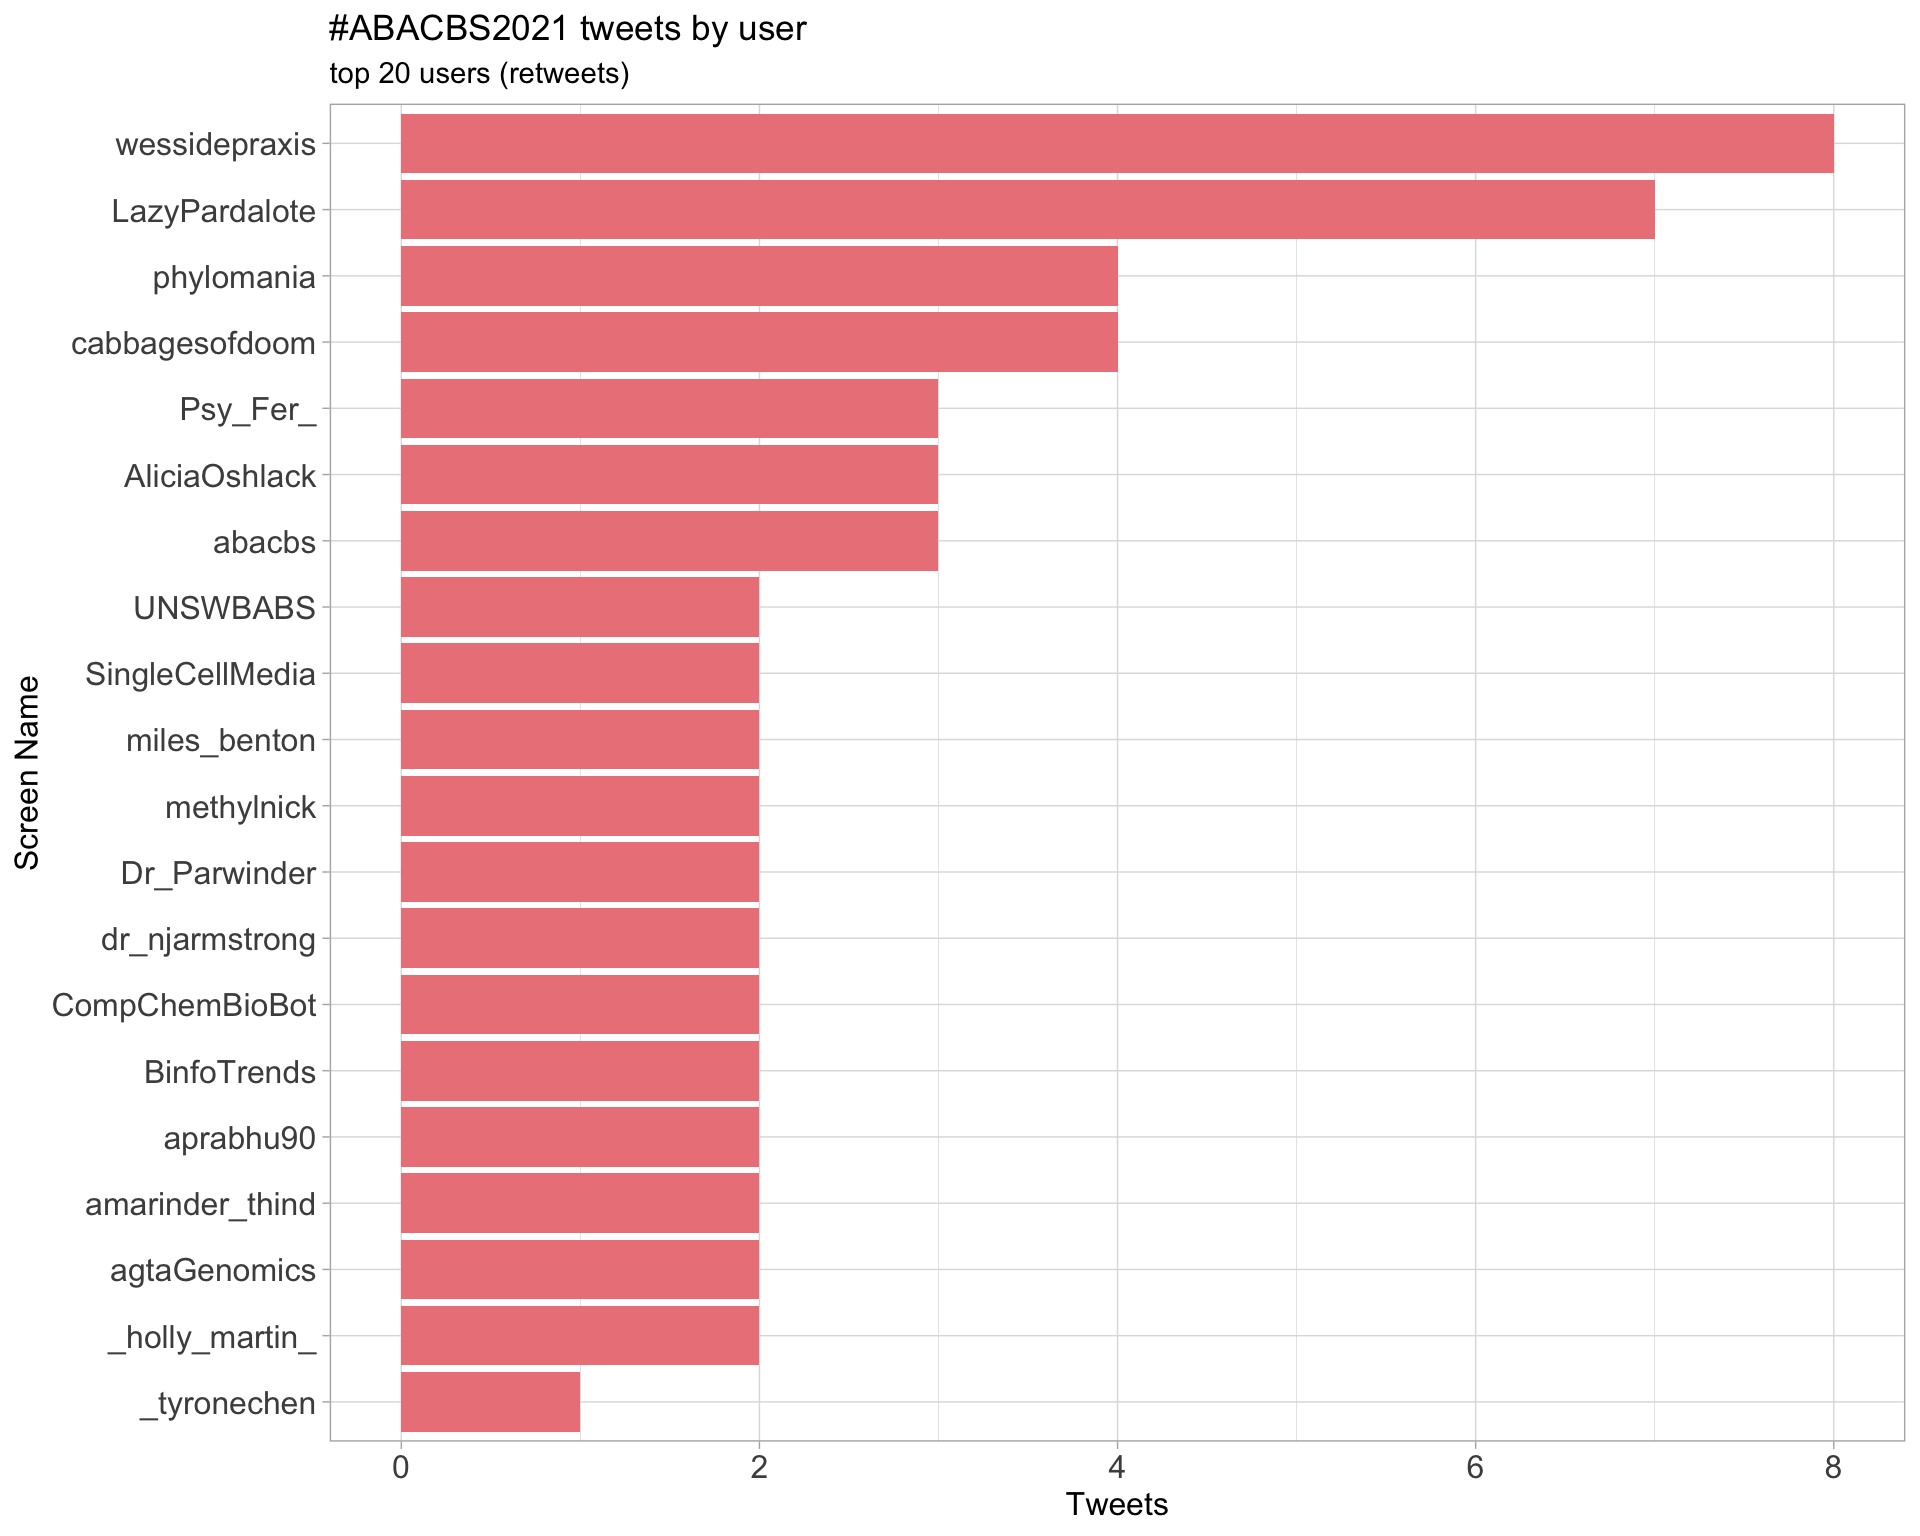 #ABACBS2021 tweets by user
top 20 users (retweets)
wessidepraxis
LazyPardalote
phylomania
cabbagesofdoom
Psy_Fer_
AliciaOshlack
abacbs
UNSWBABS
SingleCellMedia
miles_benton
methylnick
Dr_Parwinder
dr_njarmstrong
CompChemBioBot
BinfoTrends
aprabhu90
amarinder_thind
agtaGenomics
_holly_martin_
_tyronechen
Screen Name
0 2 4 6 8
Tweets